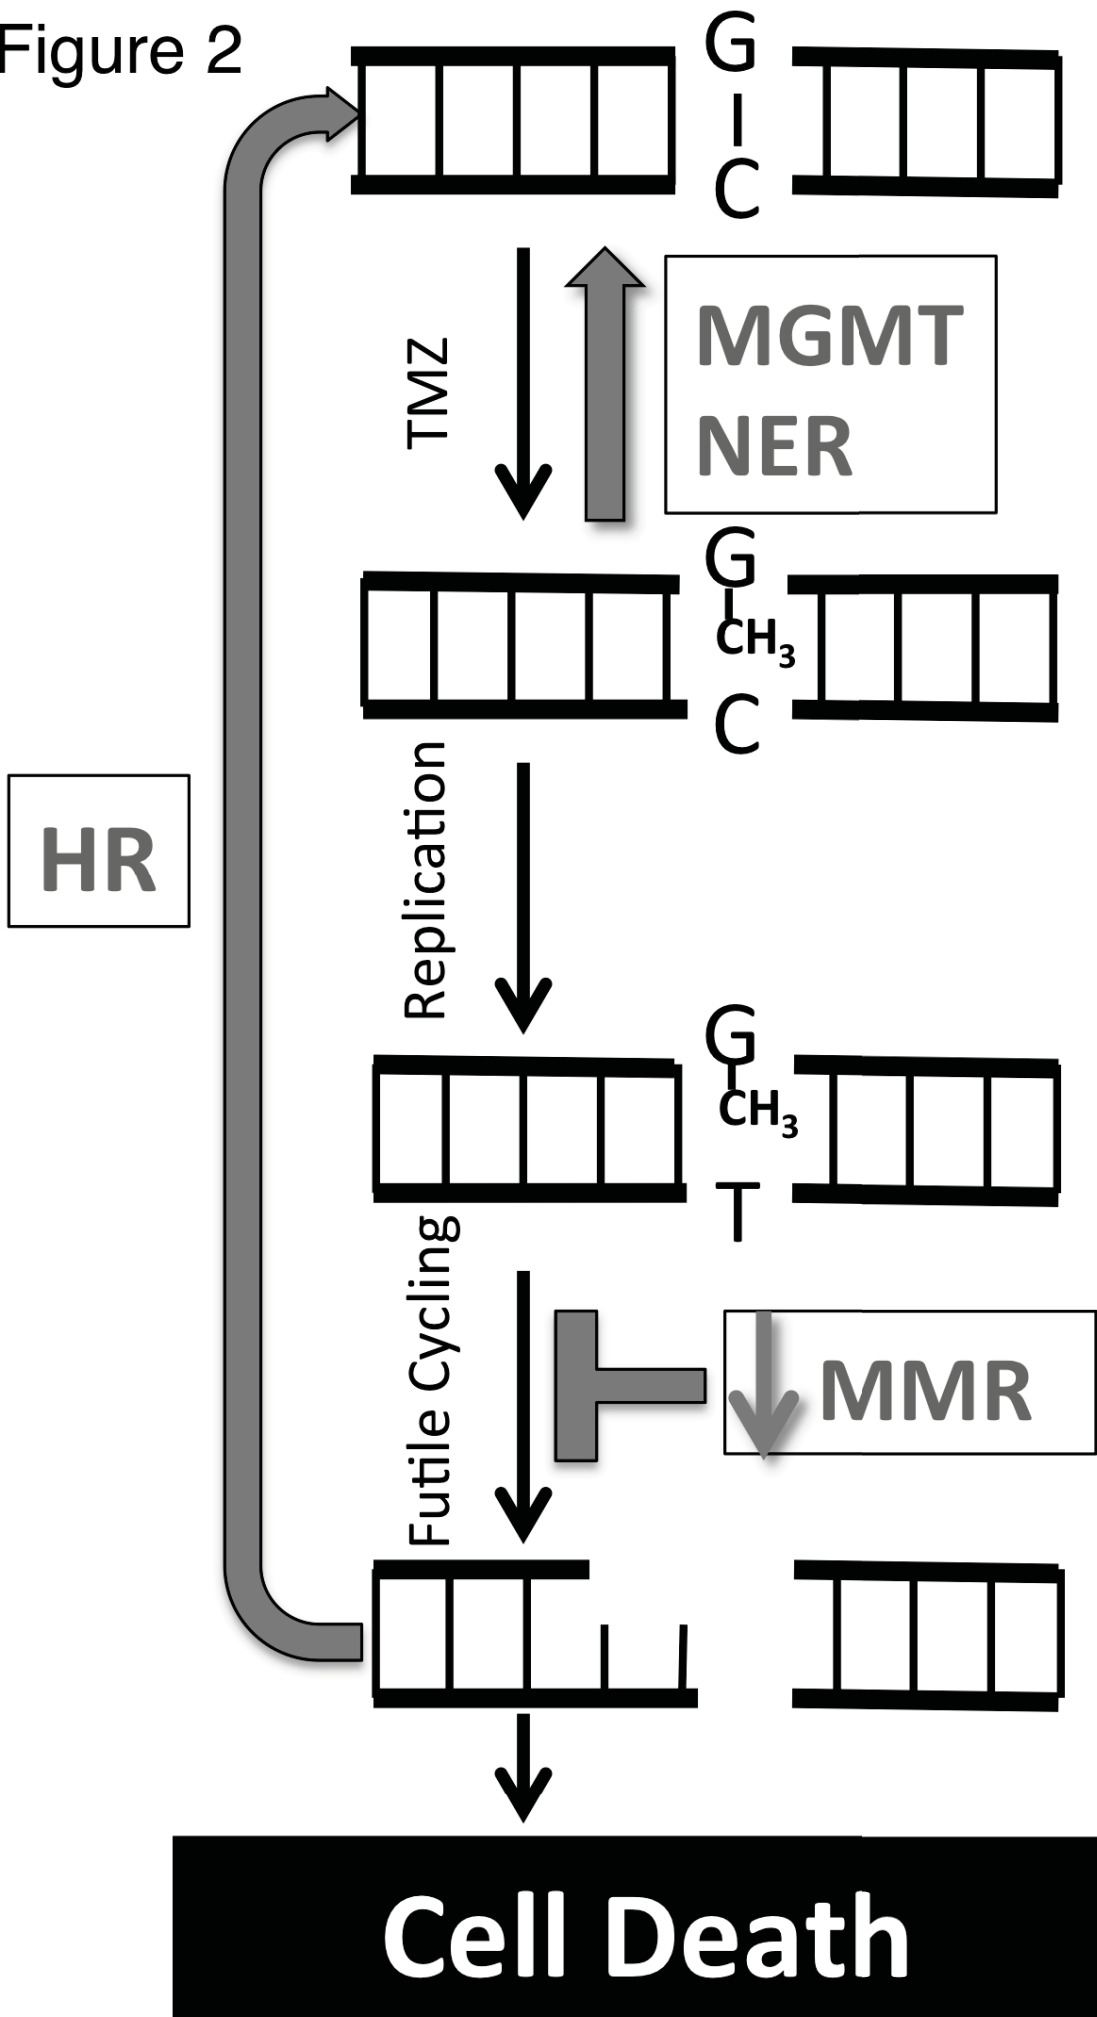 Figure 2
G
C
TMZ
MGMT
NER
G
CH₃
C
Replication
HR
G
CH₃
T
Futile Cycling
MMR
Cell Death